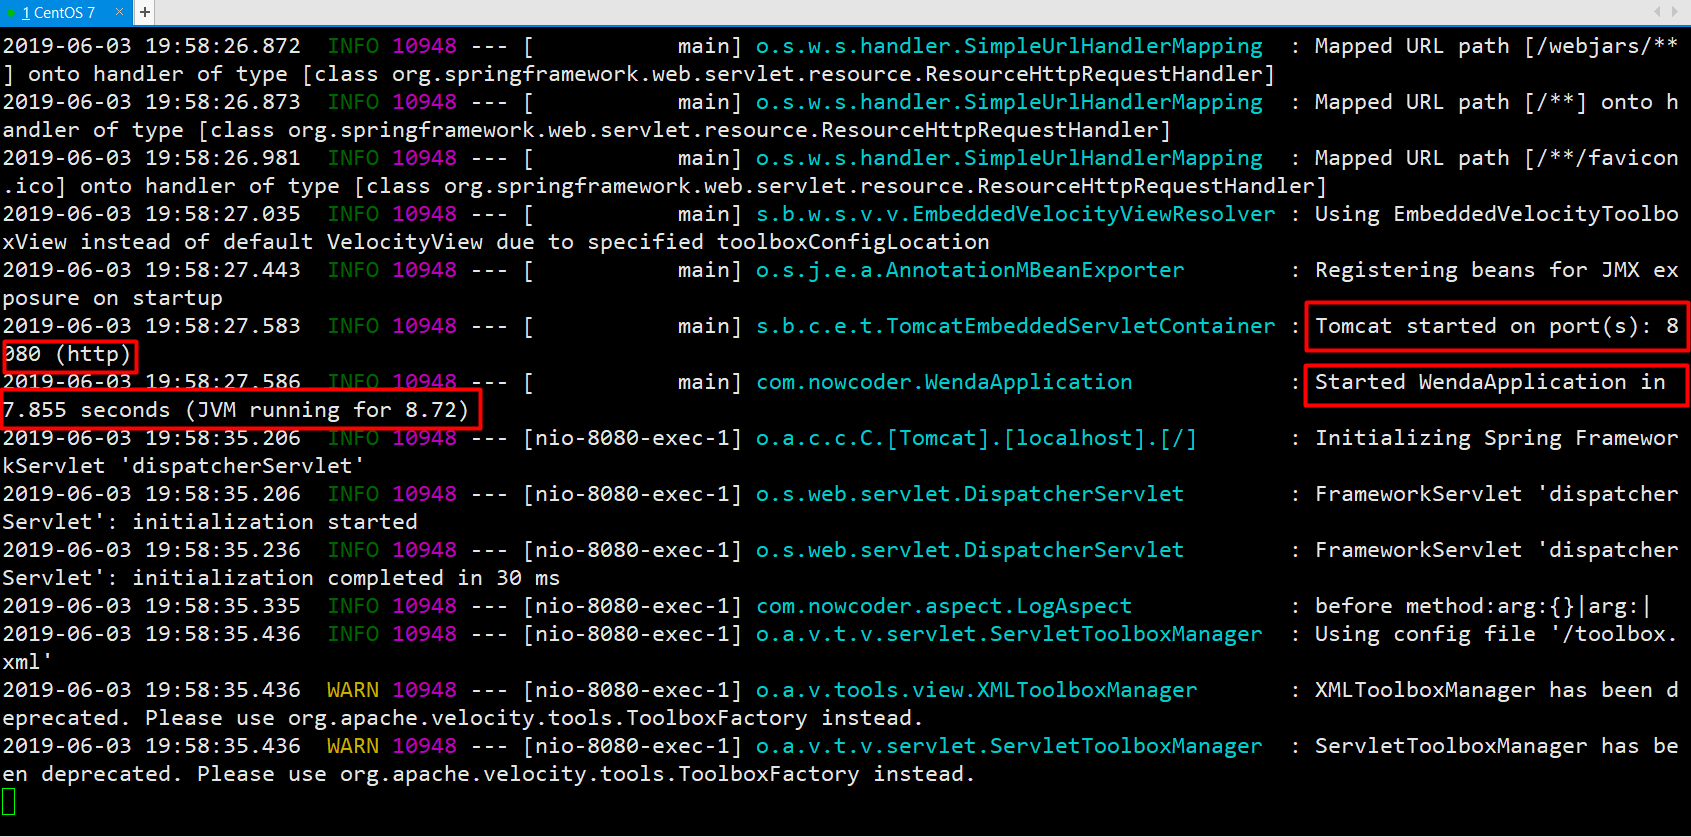 1 CentOS 7 × +
2019-06-03 19:58:26.872  INFO 10948 --- [           main] o.s.w.s.handler.SimpleUrlHandlerMapping  : Mapped URL path [/webjars/**
] onto handler of type [class org.springframework.web.servlet.resource.ResourceHttpRequestHandler]
2019-06-03 19:58:26.873  INFO 10948 --- [           main] o.s.w.s.handler.SimpleUrlHandlerMapping  : Mapped URL path [/**] onto h
andler of type [class org.springframework.web.servlet.resource.ResourceHttpRequestHandler]
2019-06-03 19:58:26.981  INFO 10948 --- [           main] o.s.w.s.handler.SimpleUrlHandlerMapping  : Mapped URL path [/**/favicon
.ico] onto handler of type [class org.springframework.web.servlet.resource.ResourceHttpRequestHandler]
2019-06-03 19:58:27.035  INFO 10948 --- [           main] s.b.w.s.v.v.EmbeddedVelocityViewResolver : Using EmbeddedVelocityToolbo
xView instead of default VelocityView due to specified toolboxConfigLocation
2019-06-03 19:58:27.443  INFO 10948 --- [           main] o.s.j.e.a.AnnotationMBeanExporter        : Registering beans for JMX ex
posure on startup
2019-06-03 19:58:27.583  INFO 10948 --- [           main] s.b.c.e.t.TomcatEmbeddedServletContainer : Tomcat started on port(s): 8
080 (http)
2019-06-03 19:58:27.586  INFO 10948 --- [           main] com.nowcoder.WendaApplication            : Started WendaApplication in
7.855 seconds (JVM running for 8.72)
2019-06-03 19:58:35.206  INFO 10948 --- [nio-8080-exec-1] o.a.c.c.C.[Tomcat].[localhost].[/]       : Initializing Spring Framewor
kServlet 'dispatcherServlet'
2019-06-03 19:58:35.206  INFO 10948 --- [nio-8080-exec-1] o.s.web.servlet.DispatcherServlet        : FrameworkServlet 'dispatcher
Servlet': initialization started
2019-06-03 19:58:35.236  INFO 10948 --- [nio-8080-exec-1] o.s.web.servlet.DispatcherServlet        : FrameworkServlet 'dispatcher
Servlet': initialization completed in 30 ms
2019-06-03 19:58:35.335  INFO 10948 --- [nio-8080-exec-1] com.nowcoder.aspect.LogAspect            : before method:arg:{}|arg:|
2019-06-03 19:58:35.436  INFO 10948 --- [nio-8080-exec-1] o.a.v.t.v.servlet.ServletToolboxManager  : Using config file '/toolbox.
xml'
2019-06-03 19:58:35.436  WARN 10948 --- [nio-8080-exec-1] o.a.v.tools.view.XMLToolboxManager       : XMLToolboxManager has been d
eprecated. Please use org.apache.velocity.tools.ToolboxFactory instead.
2019-06-03 19:58:35.436  WARN 10948 --- [nio-8080-exec-1] o.a.v.t.v.servlet.ServletToolboxManager  : ServletToolboxManager has be
en deprecated. Please use org.apache.velocity.tools.ToolboxFactory instead.